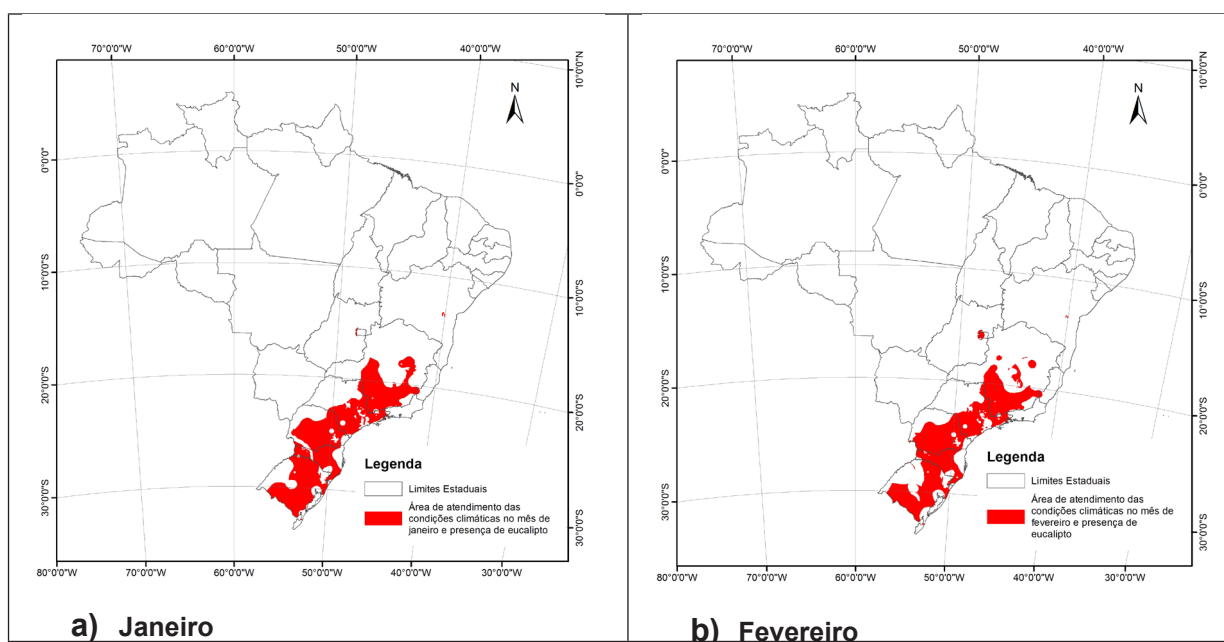 70°0'0"W 60°0'0"W 50°0'0"W 40°0'0"W
10°0'0"N
N
0°0'0"
0°0'0"
10°0'0"S
10°0'0"S
20°0'0"S
20°0'0"S
30°0'0"S
30°0'0"S
Legenda
Limites Estaduais
Área de atendimento das
condições climáticas no mês de
janeiro e presença de eucalipto
80°0'0"W 60°0'0"W 50°0'0"W 40°0'0"W 30°0'0"W
a) Janeiro
70°0'0"W 60°0'0"W 50°0'0"W 40°0'0"W
10°0'0"N
N
0°0'0"
0°0'0"
10°0'0"S
10°0'0"S
20°0'0"S
20°0'0"S
30°0'0"S
30°0'0"S
Legenda
Limites Estaduais
Área de atendimento das
condições climáticas no mês de
fevereiro e presença de
eucalipto
80°0'0"W 60°0'0"W 50°0'0"W 40°0'0"W 30°0'0"W
b) Fevereiro